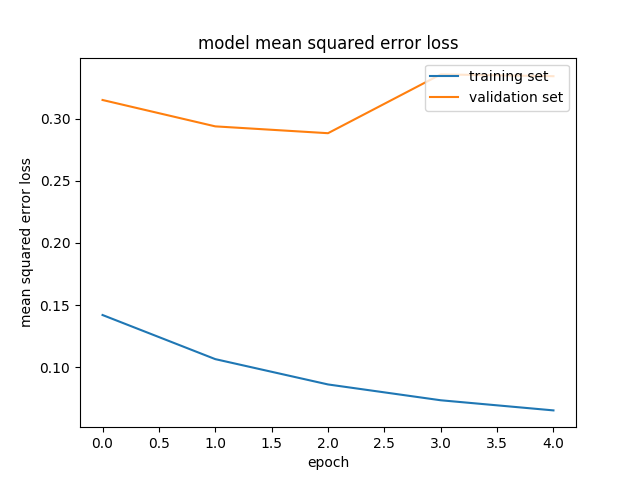 model mean squared error loss
training set
validation set
0.30
0.25
0.20
0.15
0.10
mean squared error loss
0.0 0.5 1.0 1.5 2.0 2.5 3.0 3.5 4.0
epoch